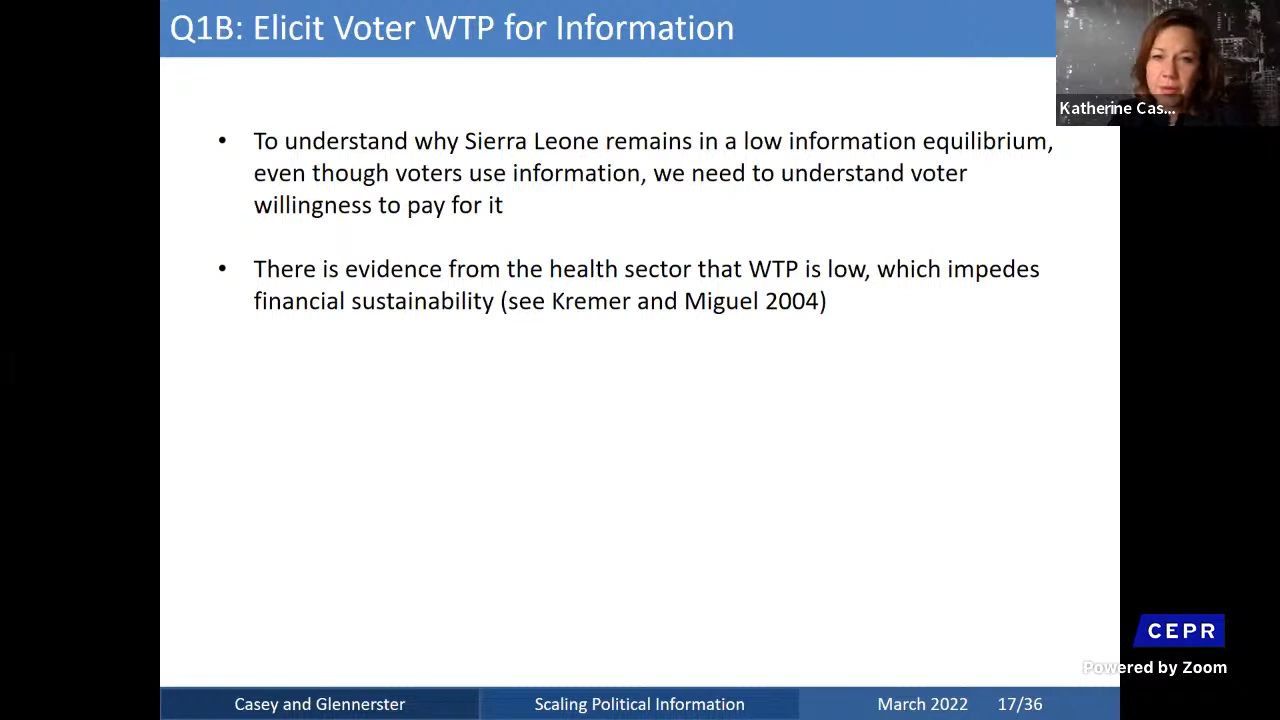 Q1B: Elicit Voter WTP for Information
Katherine Cas...
• To understand why Sierra Leone remains in a low information equilibrium,
even though voters use information, we need to understand voter
willingness to pay for it
• There is evidence from the health sector that WTP is low, which impedes
financial sustainability (see Kremer and Miguel 2004)
CEPR
Powered by Zoom
Casey and Glennerster Scaling Political Information March 2022 17/36